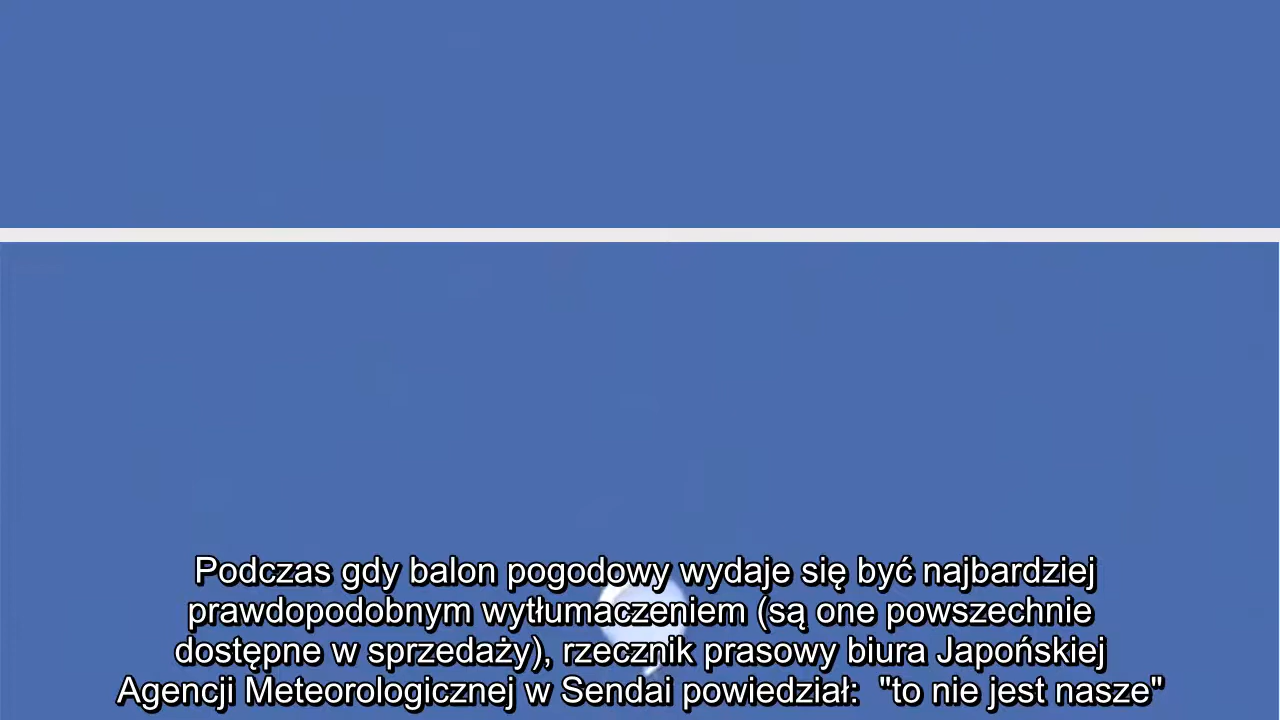 Podczas gdy balon pogodowy wydaje się być najbardziej
prawdopodobnym wytłumaczeniem (są one powszechnie
dostępne w sprzedaży), rzecznik prasowy biura Japońskiej
Agencji Meteorologicznej w Sendai powiedział:  "to nie jest nasze"